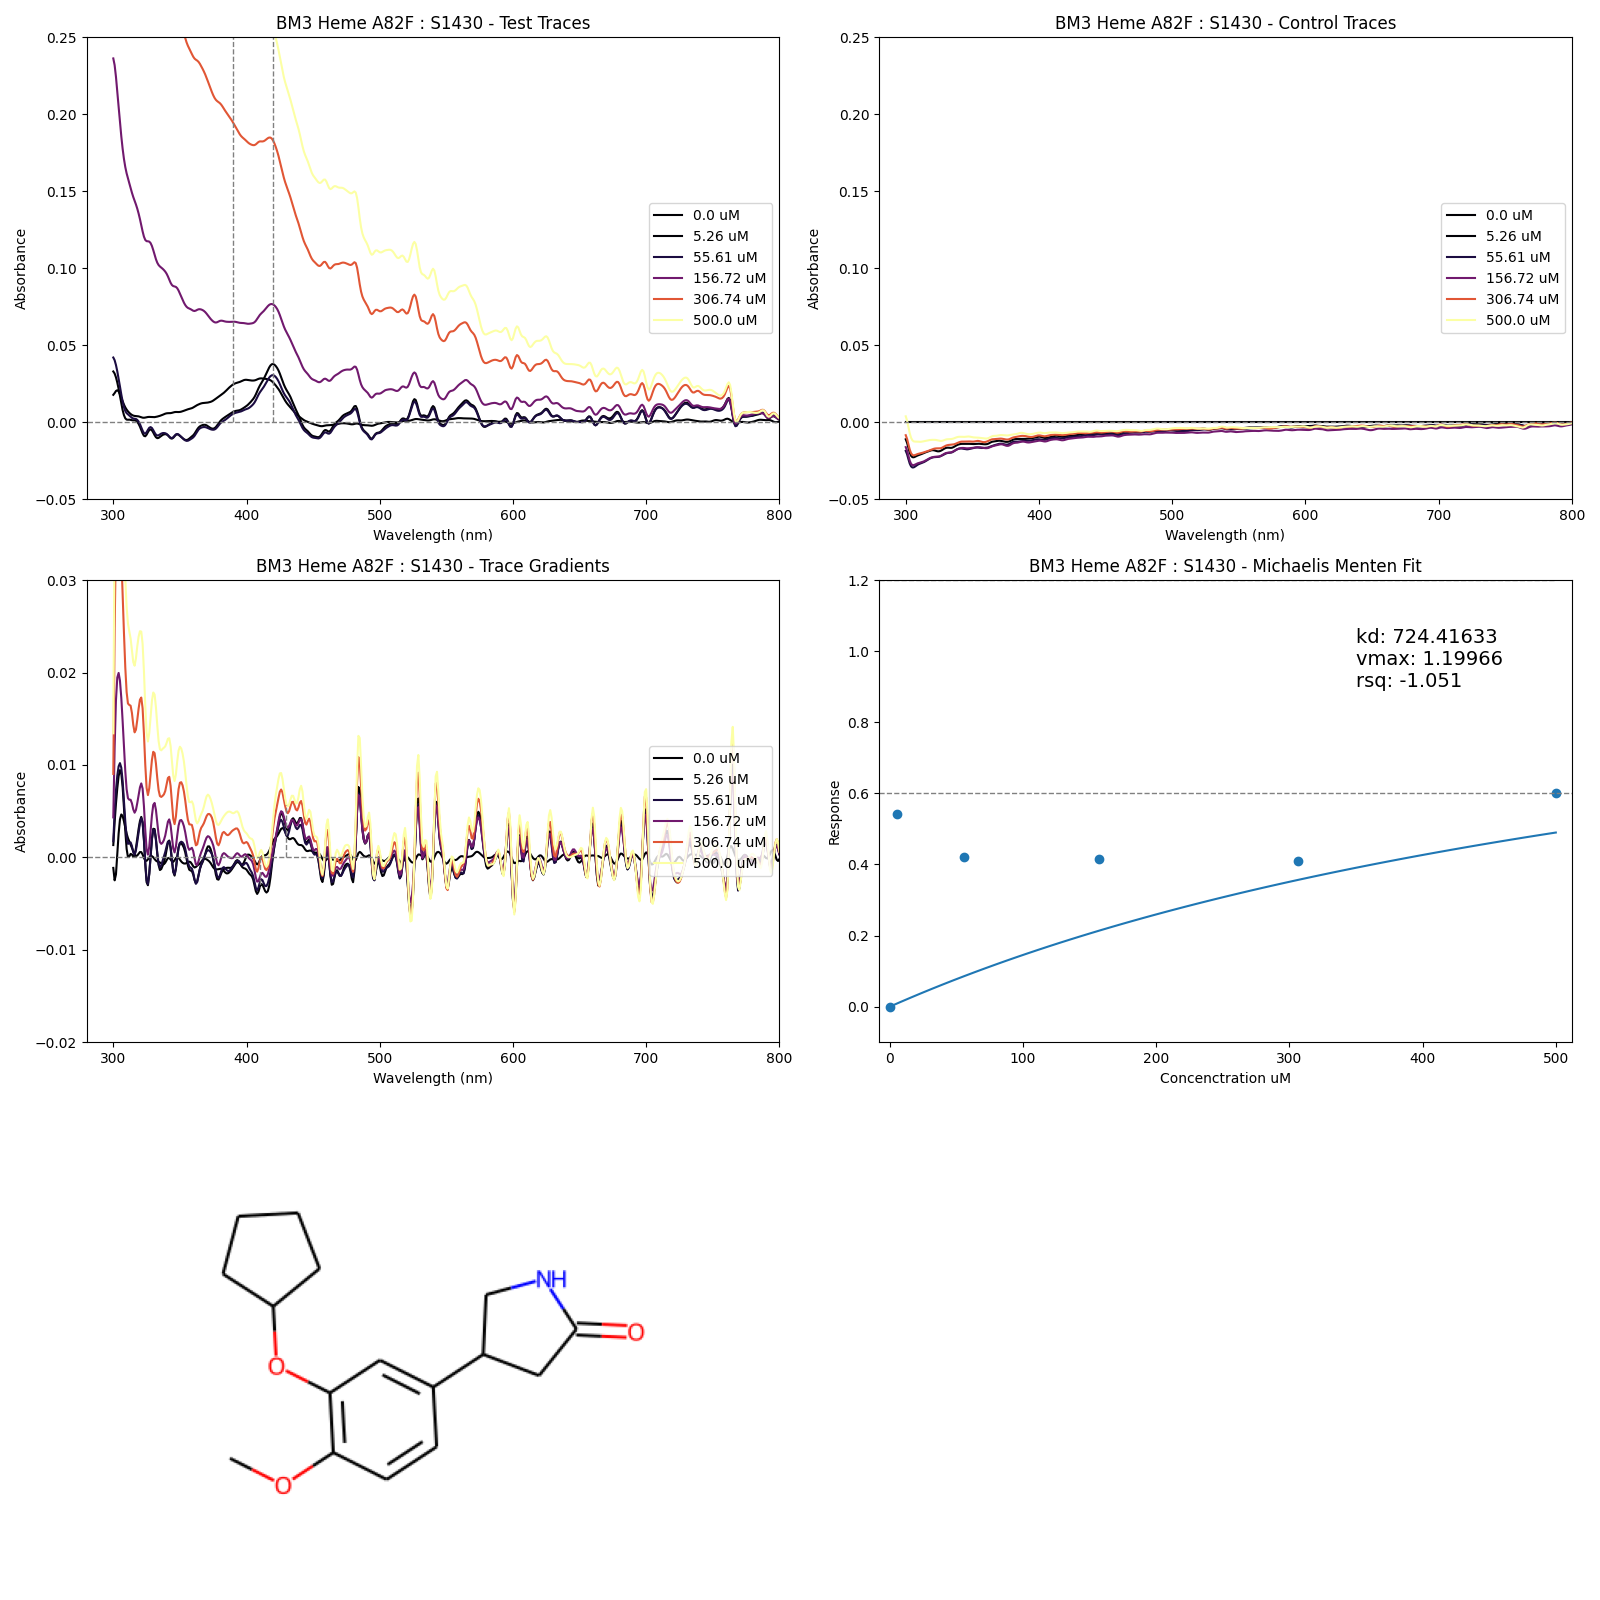 BM3 Heme A82F : S1430 - Test Traces
0.25
0.20
0.15
0.10
0.05
0.00
−0.05
Absorbance
300 400 500 600 700 800
Wavelength (nm)
0.0 uM
5.26 uM
55.61 uM
156.72 uM
306.74 uM
500.0 uM
BM3 Heme A82F : S1430 - Control Traces
0.25
0.20
0.15
0.10
0.05
0.00
−0.05
Absorbance
300 400 500 600 700 800
Wavelength (nm)
0.0 uM
5.26 uM
55.61 uM
156.72 uM
306.74 uM
500.0 uM
BM3 Heme A82F : S1430 - Trace Gradients
0.03
0.02
0.01
0.00
−0.01
−0.02
Absorbance
300 400 500 600 700 800
Wavelength (nm)
0.0 uM
5.26 uM
55.61 uM
156.72 uM
306.74 uM
500.0 uM
BM3 Heme A82F : S1430 - Michaelis Menten Fit
1.2
1.0
0.8
0.6
0.4
0.2
0.0
Response
kd: 724.41633
vmax: 1.19966
rsq: -1.051
0 100 200 300 400 500
Concenctration uM
NH
O
O
O